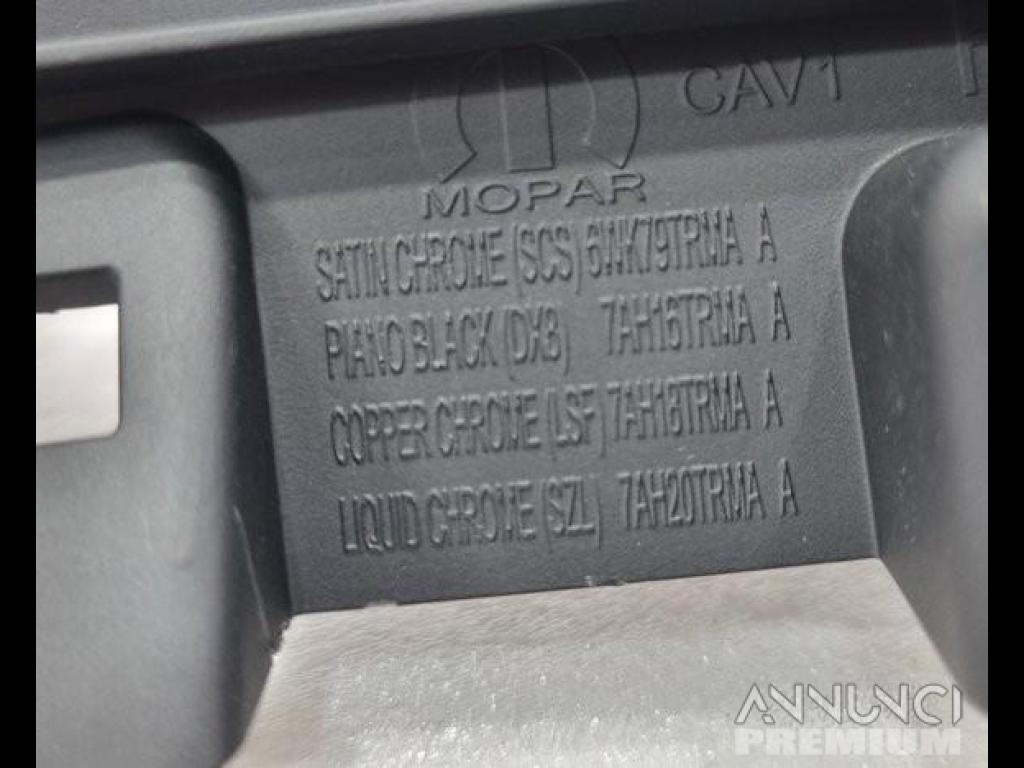 CAV1
MOPAR
SATIN CHROME (SCS) 6WK79TRMA A
PIANO BLACK (DX8) 7AH16TRMA A
COPPER CHROME (LSF) 7AH18TRMA A
LIQUID CHROME (SZL) 7AH20TRMA A
ANNUNCI
PREMIUM